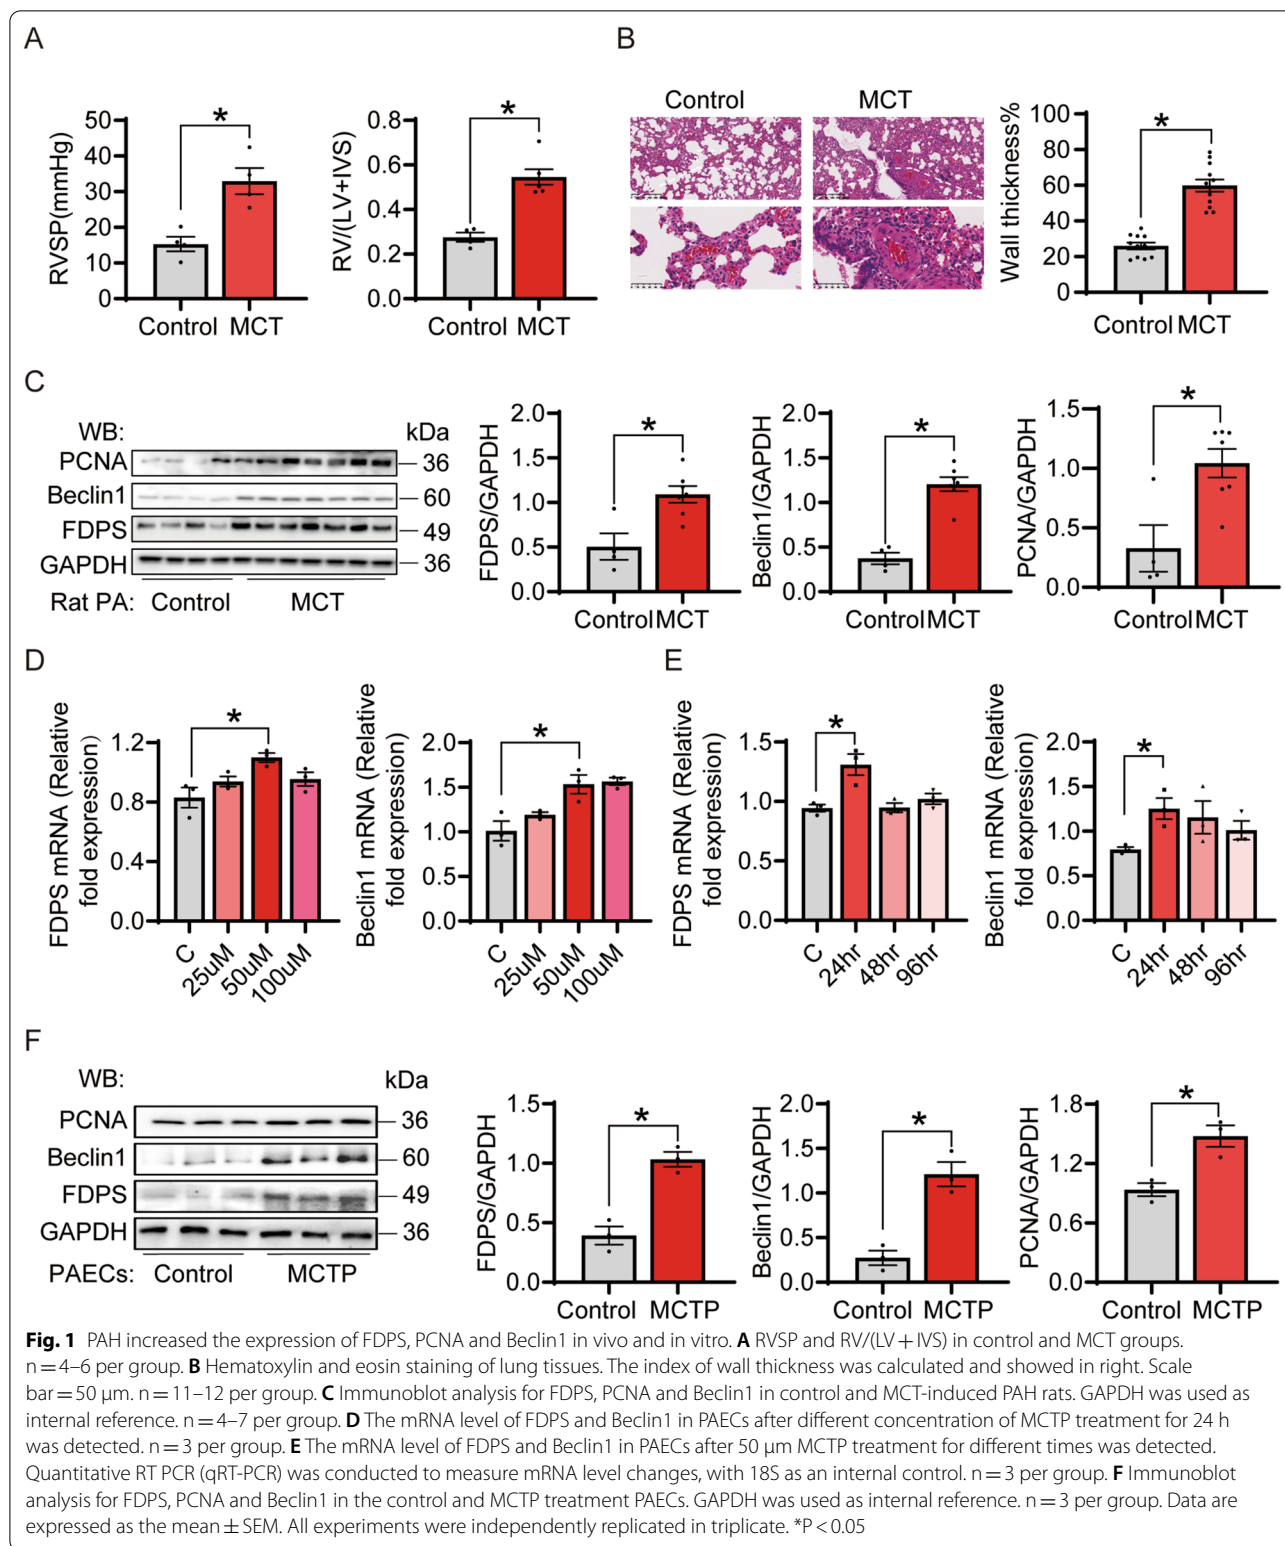 A
B
RVSP(mmHg)
50
40
30
20
10
0
*
Control MCT
RV/(LV+IVS)
0.8
0.6
0.4
0.2
0.0
*
Control MCT
Control MCT
Wall thickness%
100
80
60
40
20
0
*
Control MCT
C
WB: kDa
PCNA 36
Beclin1 60
FDPS 49
GAPDH 36
Rat PA: Control MCT
FDPS/GAPDH
2.0
1.5
1.0
0.5
0.0
*
Control MCT
Beclin1/GAPDH
2.0
1.5
1.0
0.5
0.0
*
Control MCT
PCNA/GAPDH
1.5
1.0
0.5
0.0
*
Control MCT
D
FDPS mRNA (Relative
fold expression)
1.2
0.8
0.4
0.0
*
C 25uM 50uM 100uM
Beclin1 mRNA (Relative
fold expression)
2.0
1.5
1.0
0.5
0.0
*
C 25uM 50uM 100uM
E
FDPS mRNA (Relative
fold expression)
1.5
1.0
0.5
0.0
*
C 24hr 48hr 96hr
Beclin1 mRNA (Relative
fold expression)
2.0
1.5
1.0
0.5
0.0
*
C 24hr 48hr 96hr
F
WB: kDa
PCNA 36
Beclin1 60
FDPS 49
GAPDH 36
PAECs: Control MCTP
FDPS/GAPDH
1.5
1.0
0.5
0.0
*
Control MCTP
Beclin1/GAPDH
2.0
1.5
1.0
0.5
0.0
*
Control MCTP
PCNA/GAPDH
1.8
1.2
0.6
0.0
*
Control MCTP
Fig. 1 PAH increased the expression of FDPS, PCNA and Beclin1 in vivo and in vitro. A RVSP and RV/(LV + IVS) in control and MCT groups.
n = 4–6 per group. B Hematoxylin and eosin staining of lung tissues. The index of wall thickness was calculated and showed in right. Scale
bar = 50 μm. n = 11–12 per group. C Immunoblot analysis for FDPS, PCNA and Beclin1 in control and MCT-induced PAH rats. GAPDH was used as
internal reference. n = 4–7 per group. D The mRNA level of FDPS and Beclin1 in PAECs after different concentration of MCTP treatment for 24 h
was detected. n = 3 per group. E The mRNA level of FDPS and Beclin1 in PAECs after 50 μm MCTP treatment for different times was detected.
Quantitative RT PCR (qRT-PCR) was conducted to measure mRNA level changes, with 18S as an internal control. n = 3 per group. F Immunoblot
analysis for FDPS, PCNA and Beclin1 in the control and MCTP treatment PAECs. GAPDH was used as internal reference. n = 3 per group. Data are
expressed as the mean ± SEM. All experiments were independently replicated in triplicate. *P < 0.05